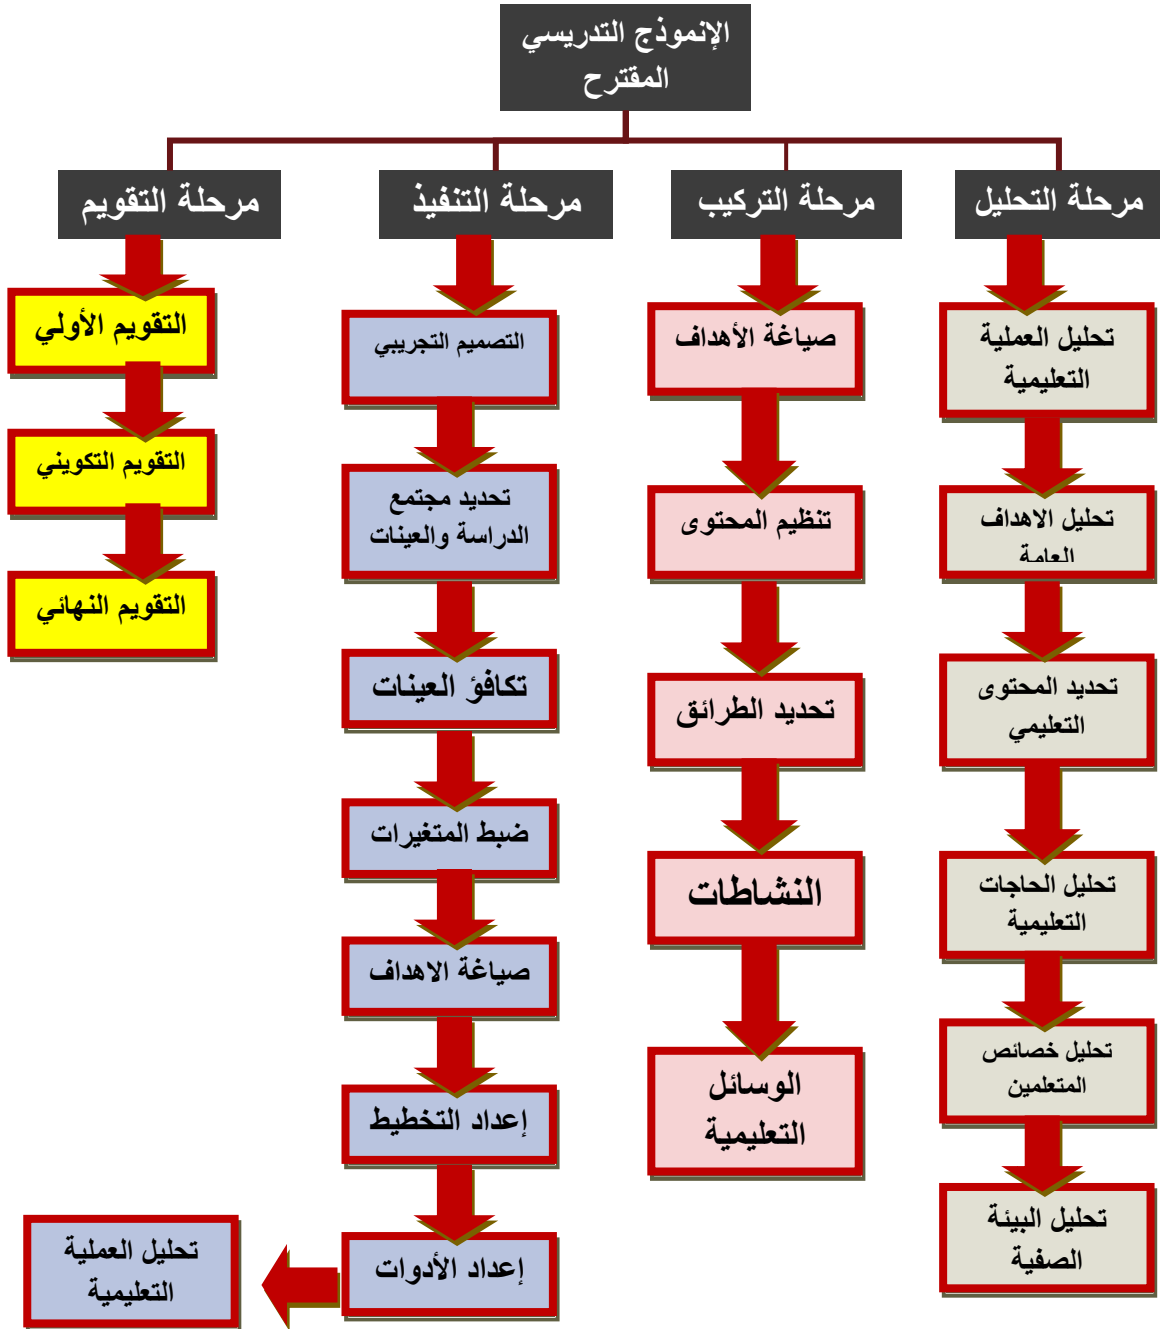 الإنموذج التدريسي
المقترح
مرحلة التحليل
مرحلة التركيب
مرحلة التنفيذ
مرحلة التقويم
تحليل العملية
التعليمية
تحليل الاهداف
العامة
تحديد المحتوى
التعليمي
تحليل الحاجات
التعليمية
تحليل خصائص
المتعلمين
تحليل البيئة
الصفية
صياغة الأهداف
تنظيم المحتوى
تحديد الطرائق
النشاطات
الوسائل
التعليمية
التصميم التجريبي
تحديد مجتمع
الدراسة والعينات
تكافؤ العينات
ضبط المتغيرات
صياغة الاهداف
إعداد التخطيط
إعداد الأدوات
تحليل العملية
التعليمية
التقويم الأولي
التقويم التكويني
التقويم النهائي